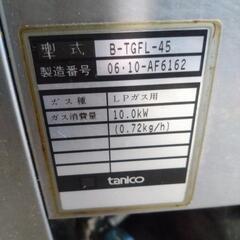 型式 B-TGFL-45
製造番号 06·10-AF6162
ガス種 LPガス用
ガス消費量 10.0kW
(0.72kg/h)
tanico